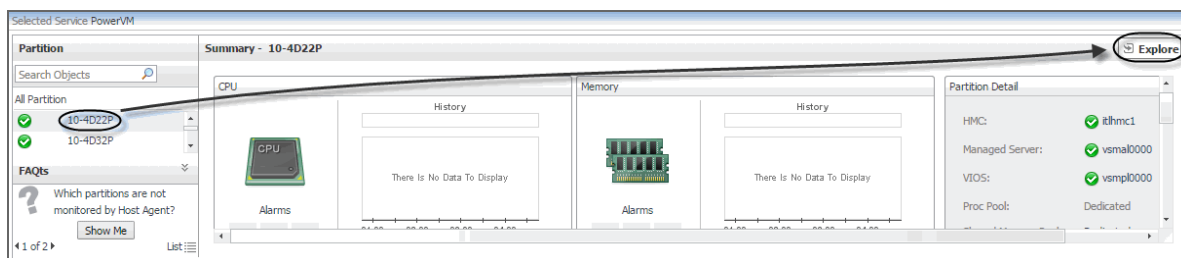 Selected Service PowerVM
Partition
Summary - 10-4D22P
Explore
Search Objects
All Partition
10-4D22P
10-4D32P
FAQts
Which partitions are not
monitored by Host Agent?
Show Me
1 of 2
List
CPU
History
CPU
There Is No Data To Display
Alarms
Memory
History
There Is No Data To Display
Alarms
Partition Detail
HMC: itlhmc1
Managed Server: vsmal0000
VIOS: vsmpl0000
Proc Pool: Dedicated